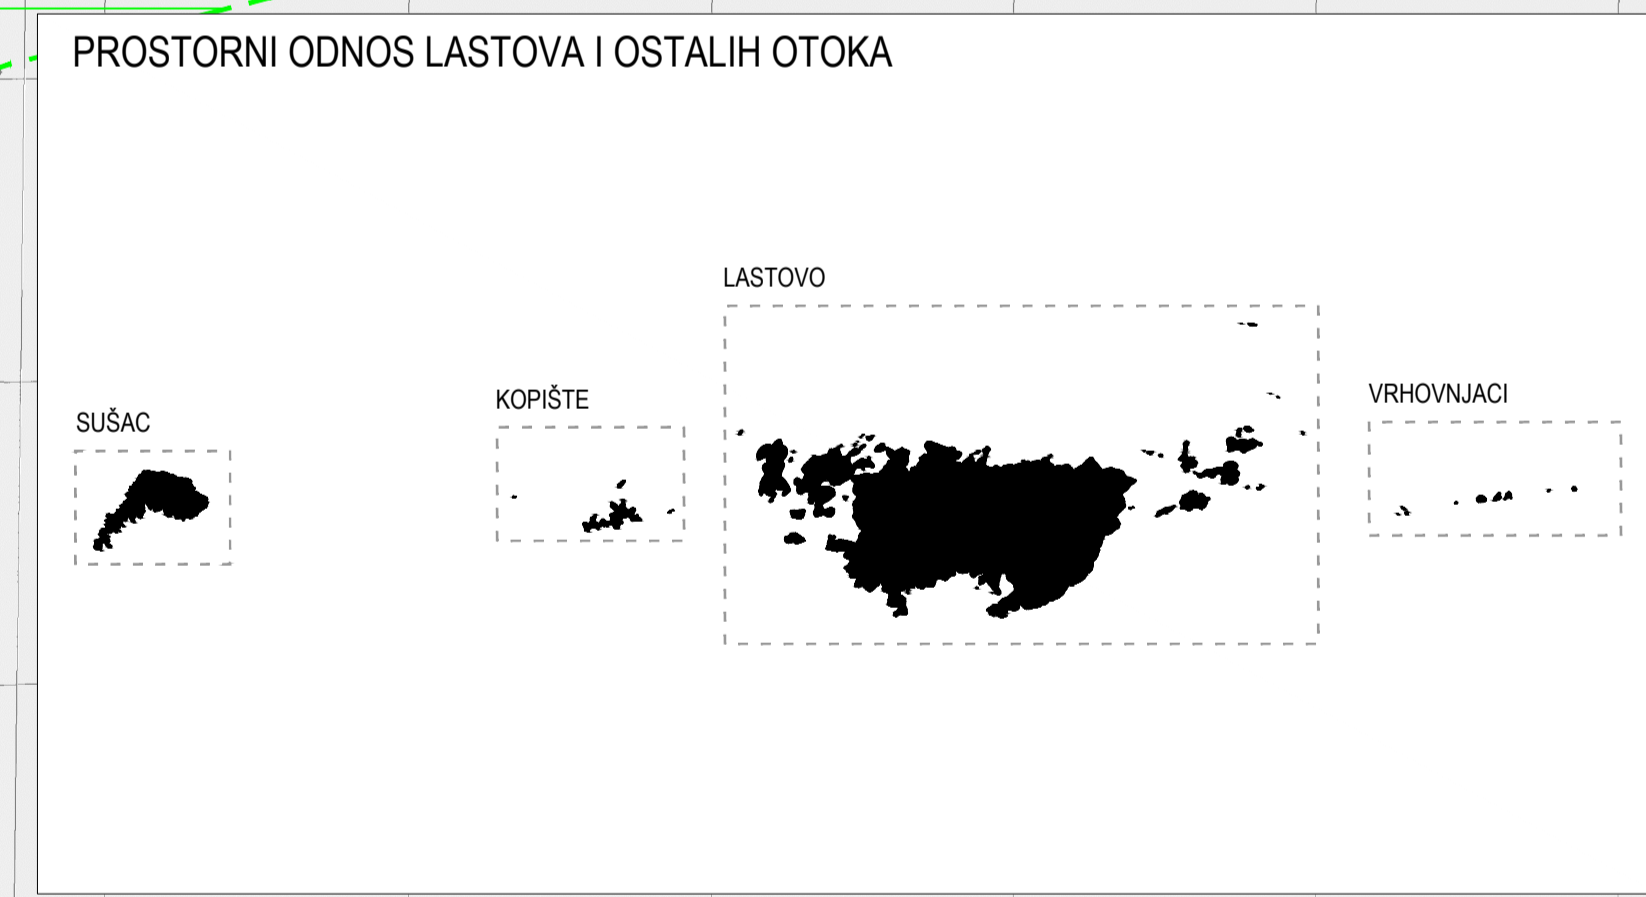 PROSTORNI ODNOS LASTOVA I OSTALIH OTOKA
LASTOVO
VRHOVNJACI
KOPIŠTE
SUŠAC